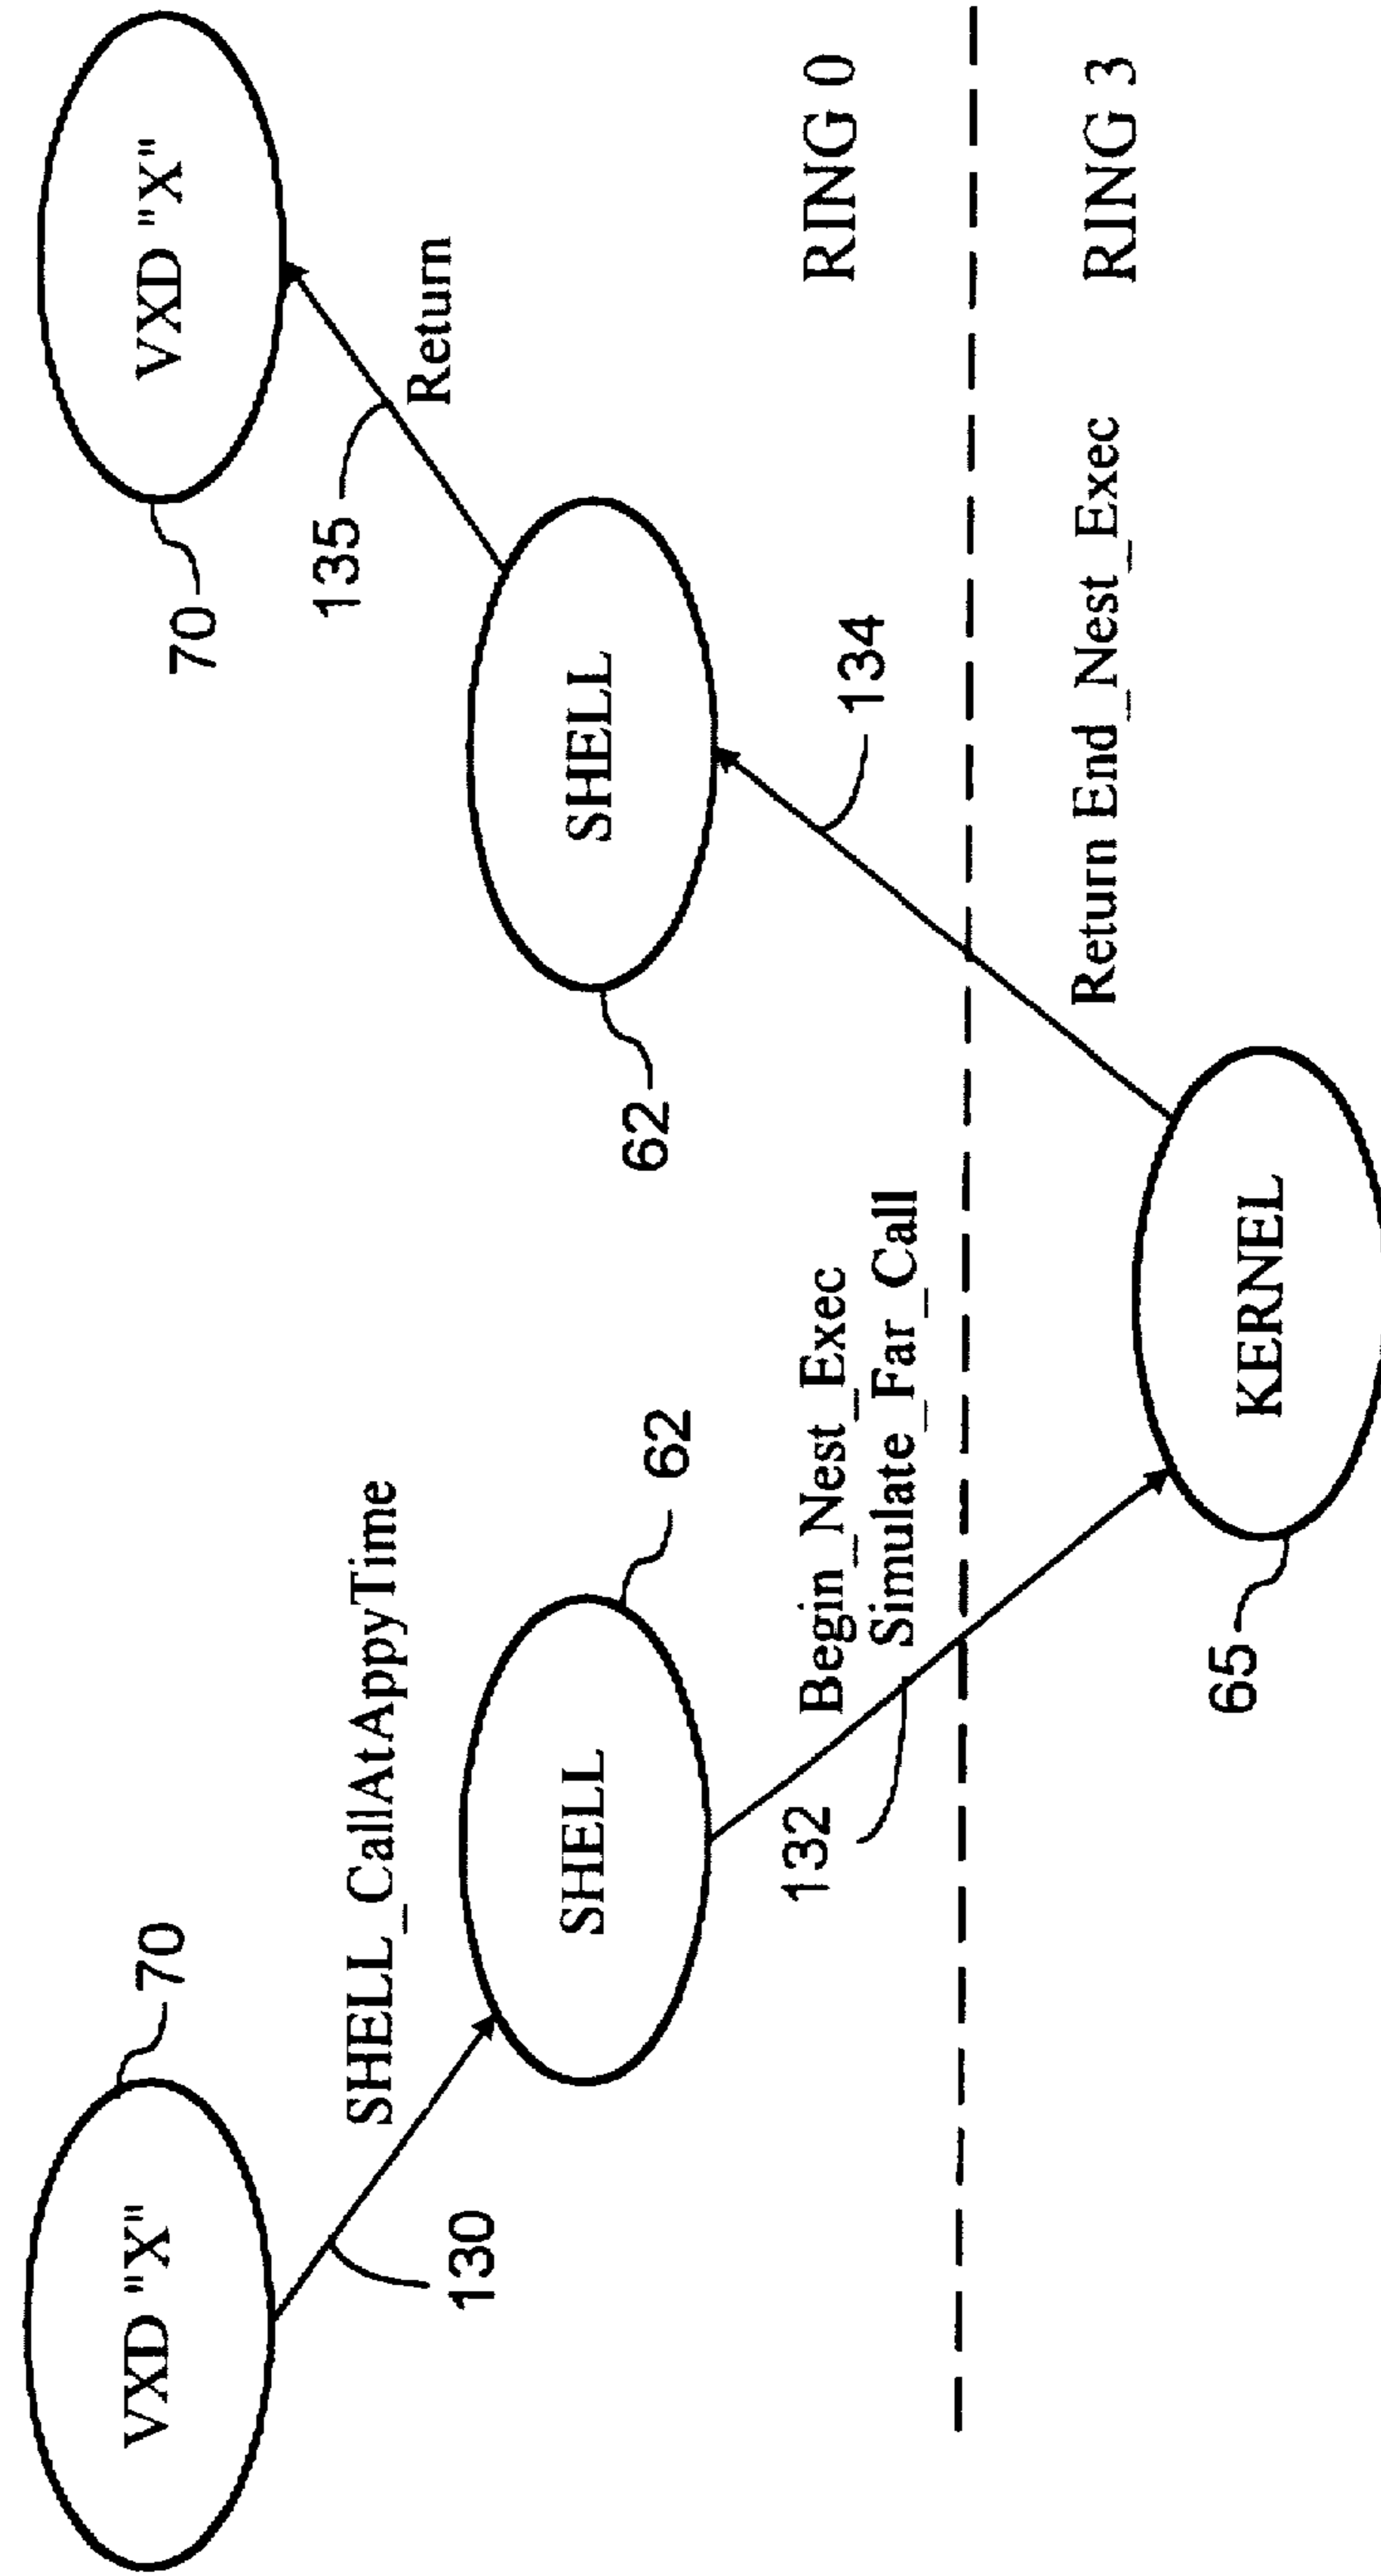 VXD "X"
70
130
SHELL_CallAtAppyTime
SHELL
62
132
Begin_Nest_Exec
Simulate_Far_Call
65
KERNEL
Return End_Nest_Exec
134
62
SHELL
135
Return
70
VXD "X"
RING 0
RING 3